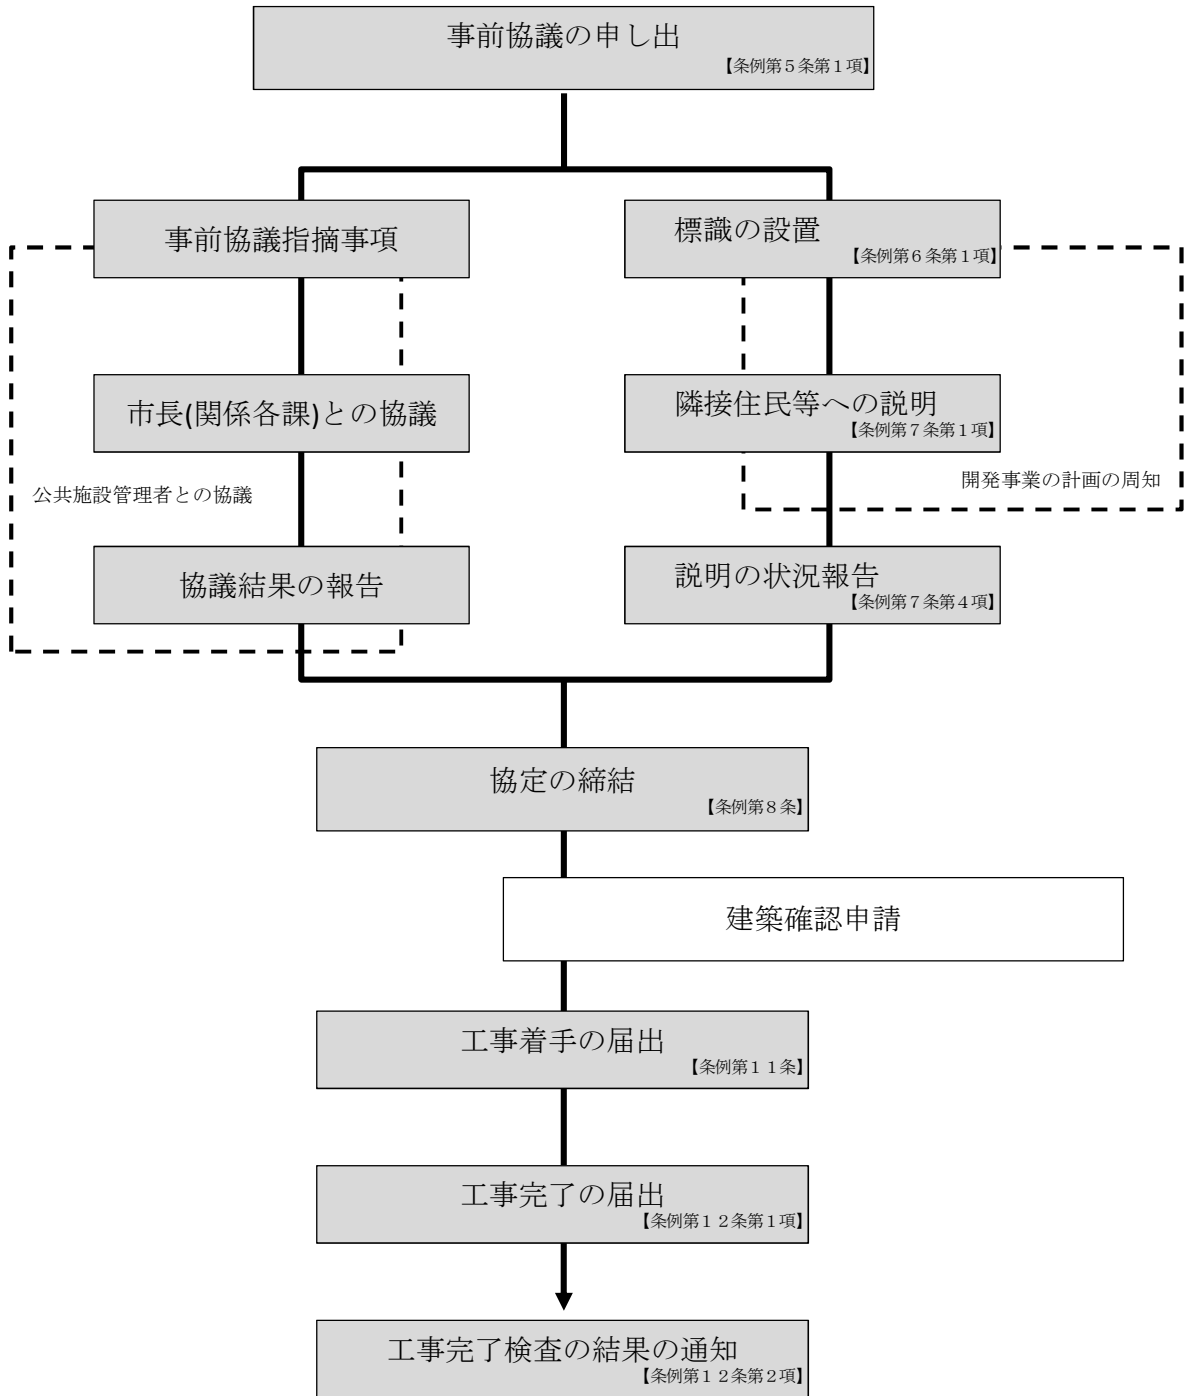 事前協議の申し出
【条例第５条第１項】
事前協議指摘事項
標識の設置
【条例第６条第１項】
市長(関係各課)との協議
隣接住民等への説明
【条例第７条第１項】
公共施設管理者との協議
開発事業の計画の周知
協議結果の報告
説明の状況報告
【条例第７条第４項】
協定の締結
【条例第８条】
建築確認申請
工事着手の届出
【条例第１１条】
工事完了の届出
【条例第１２条第１項】
工事完了検査の結果の通知
【条例第１２条第２項】